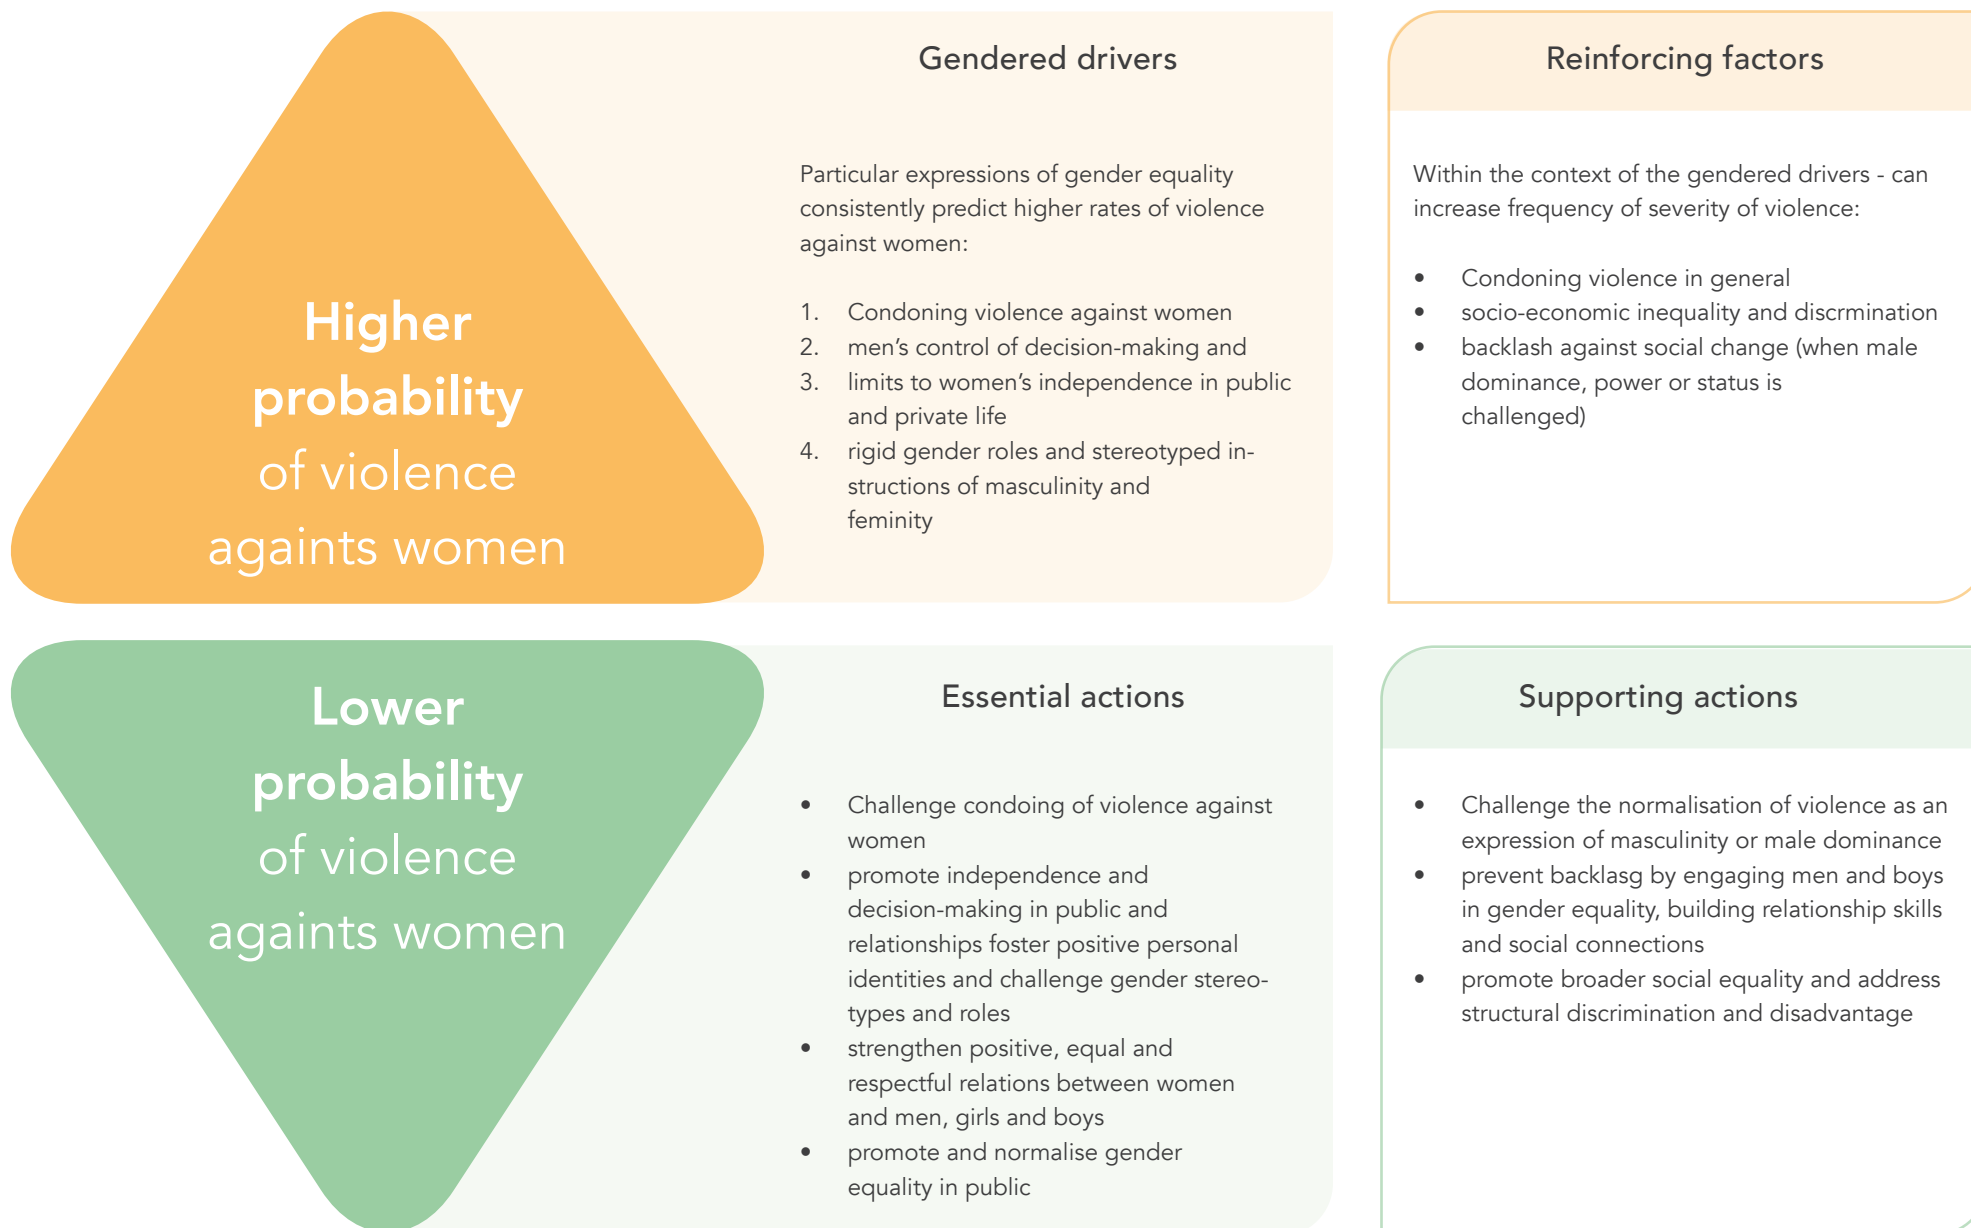 Higher
probability
of violence
againts women
Gendered drivers
Particular expressions of gender equality
consistently predict higher rates of violence
against women:
1. Condoning violence against women
2. men’s control of decision-making and
3. limits to women’s independence in public
and private life
4. rigid gender roles and stereotyped in-
structions of masculinity and
feminity
Reinforcing factors
Within the context of the gendered drivers - can
increase frequency of severity of violence:
• Condoning violence in general
• socio-economic inequality and discrmination
• backlash against social change (when male
dominance, power or status is
challenged)
Lower
probability
of violence
againts women
Essential actions
• Challenge condoing of violence against
women
• promote independence and
decision-making in public and
relationships foster positive personal
identities and challenge gender stereo-
types and roles
• strengthen positive, equal and
respectful relations between women
and men, girls and boys
• promote and normalise gender
equality in public
Supporting actions
• Challenge the normalisation of violence as an
expression of masculinity or male dominance
• prevent backlasg by engaging men and boys
in gender equality, building relationship skills
and social connections
• promote broader social equality and address
structural discrimination and disadvantage